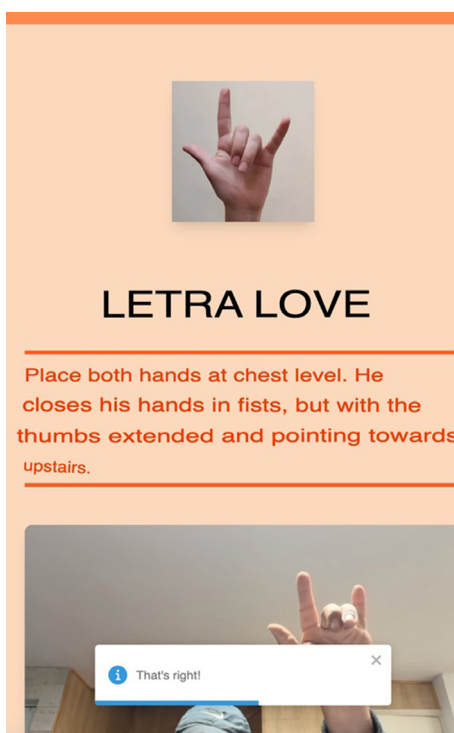 LETRA LOVE
Place both hands at chest level. He
closes his hands in fists, but with the
thumbs extended and pointing towards
upstairs.
That's right!